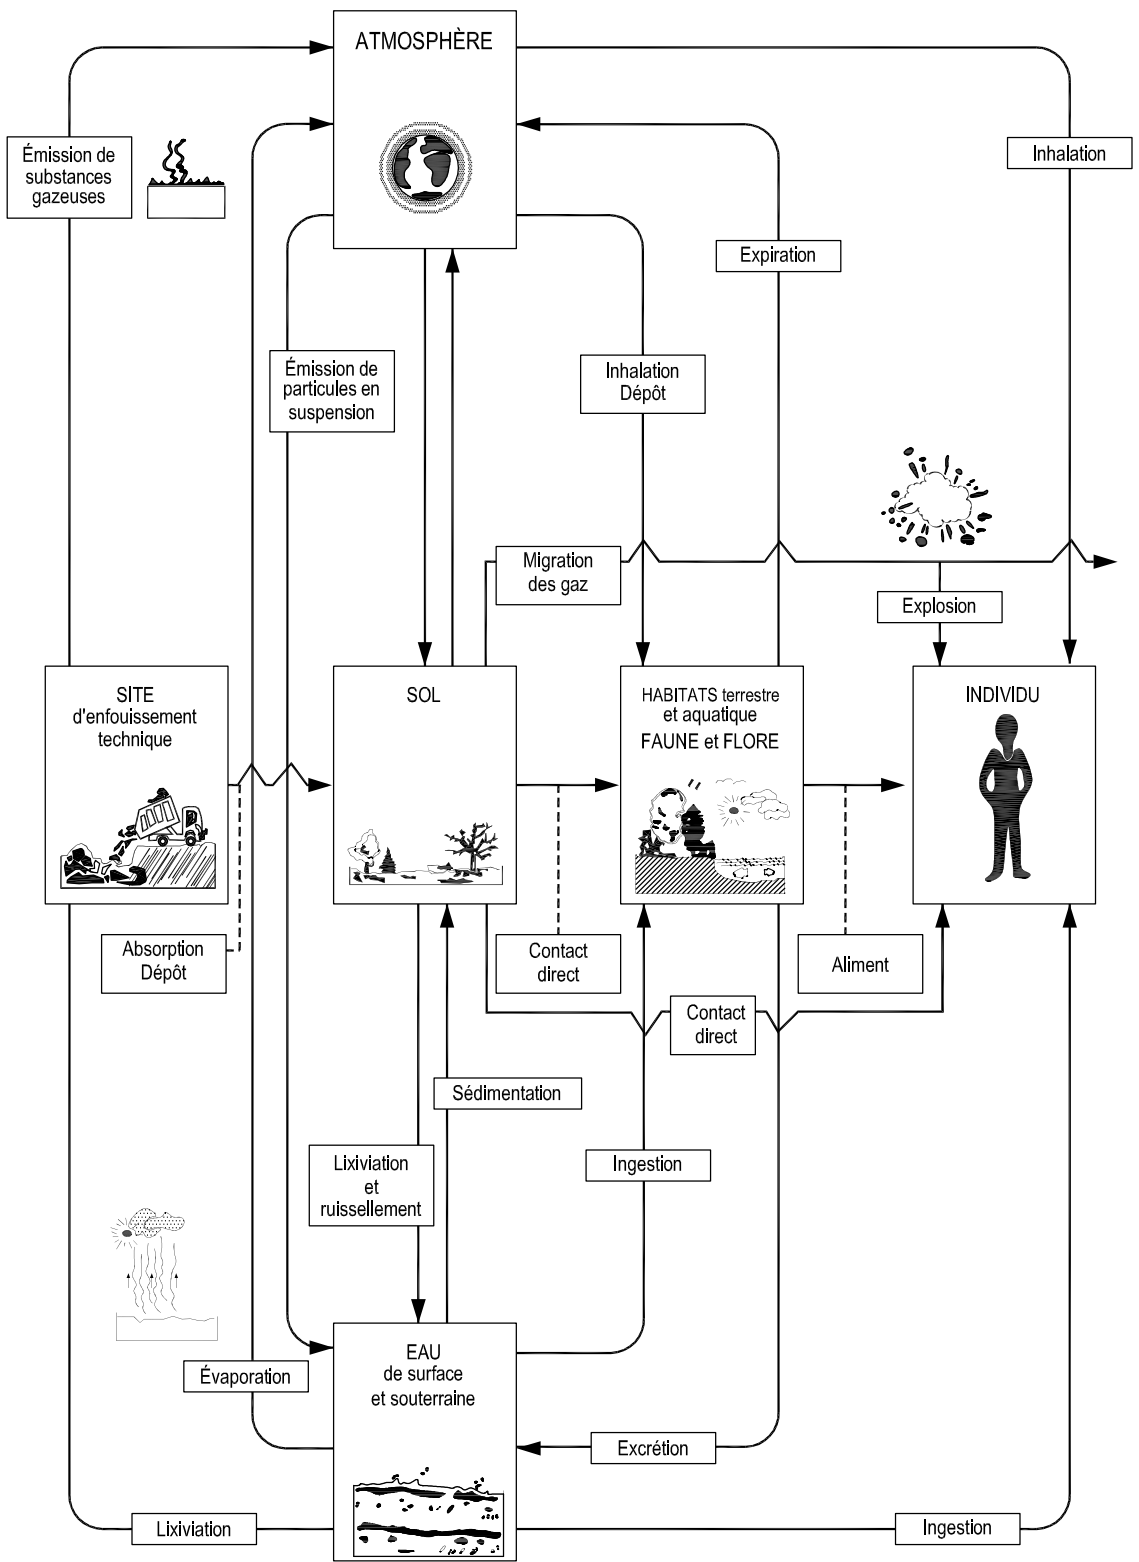 ATMOSPHÈRE
Émission de
substances
gazeuses
Inhalation
Expiration
Émission de
particules en
suspension
Inhalation
Dépôt
Migration
des gaz
Explosion
SITE
d'enfouissement
technique
SOL
HABITATS terrestre
et aquatique
FAUNE et FLORE
INDIVIDU
Absorption
Dépôt
Contact
direct
Aliment
Contact
direct
Sédimentation
Lixiviation
et
ruissellement
Ingestion
EAU
de surface
et souterraine
Évaporation
Excrétion
Lixiviation
Ingestion